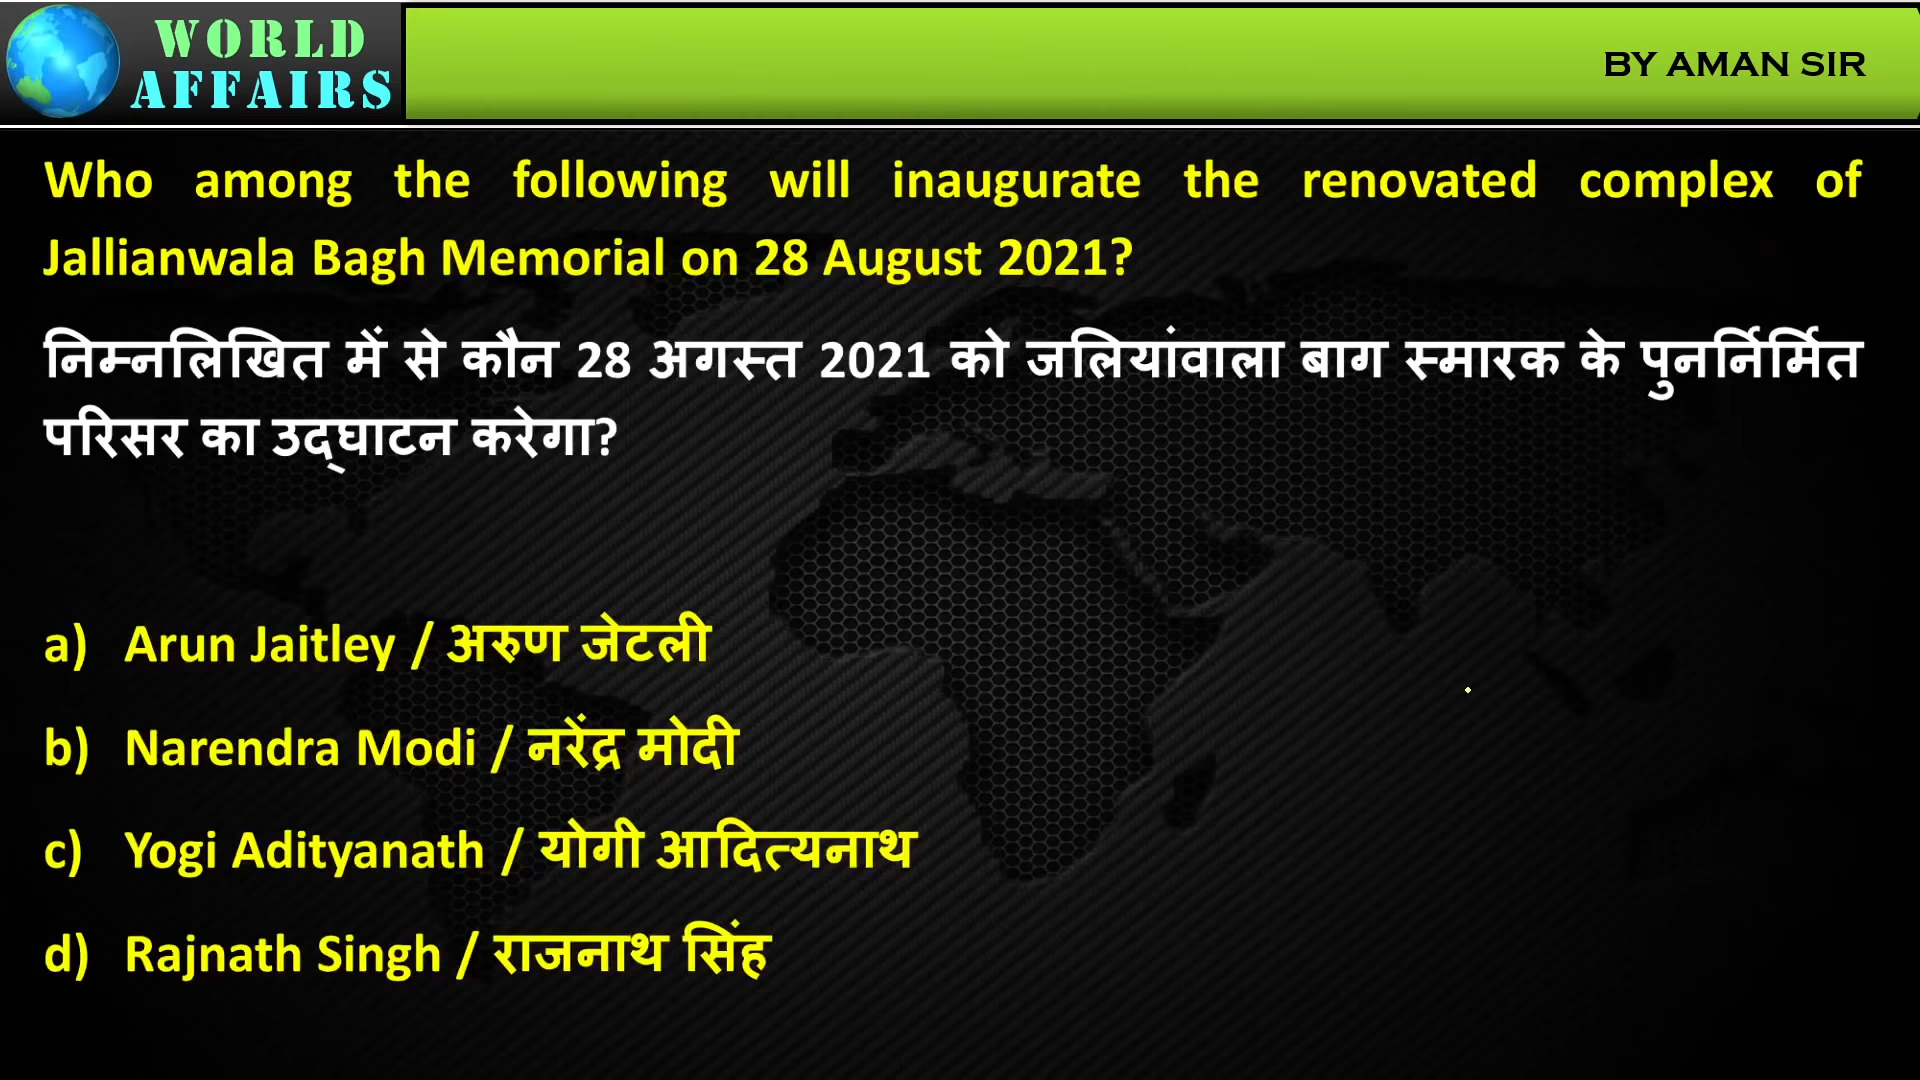 WORLD
AFFAIRS
BY AMAN SIR
Who among the following will inaugurate the renovated complex of
Jallianwala Bagh Memorial on 28 August 2021?
निम्नलिखित में से कौन 28 अगस्त 2021 को जलियांवाला बाग स्मारक के पुनर्निर्मित
परिसर का उद्घाटन करेगा?
a) Arun Jaitley / अरुण जेटली
b) Narendra Modi / नरेंद्र मोदी
c) Yogi Adityanath / योगी आदित्यनाथ
d) Rajnath Singh / राजनाथ सिंह